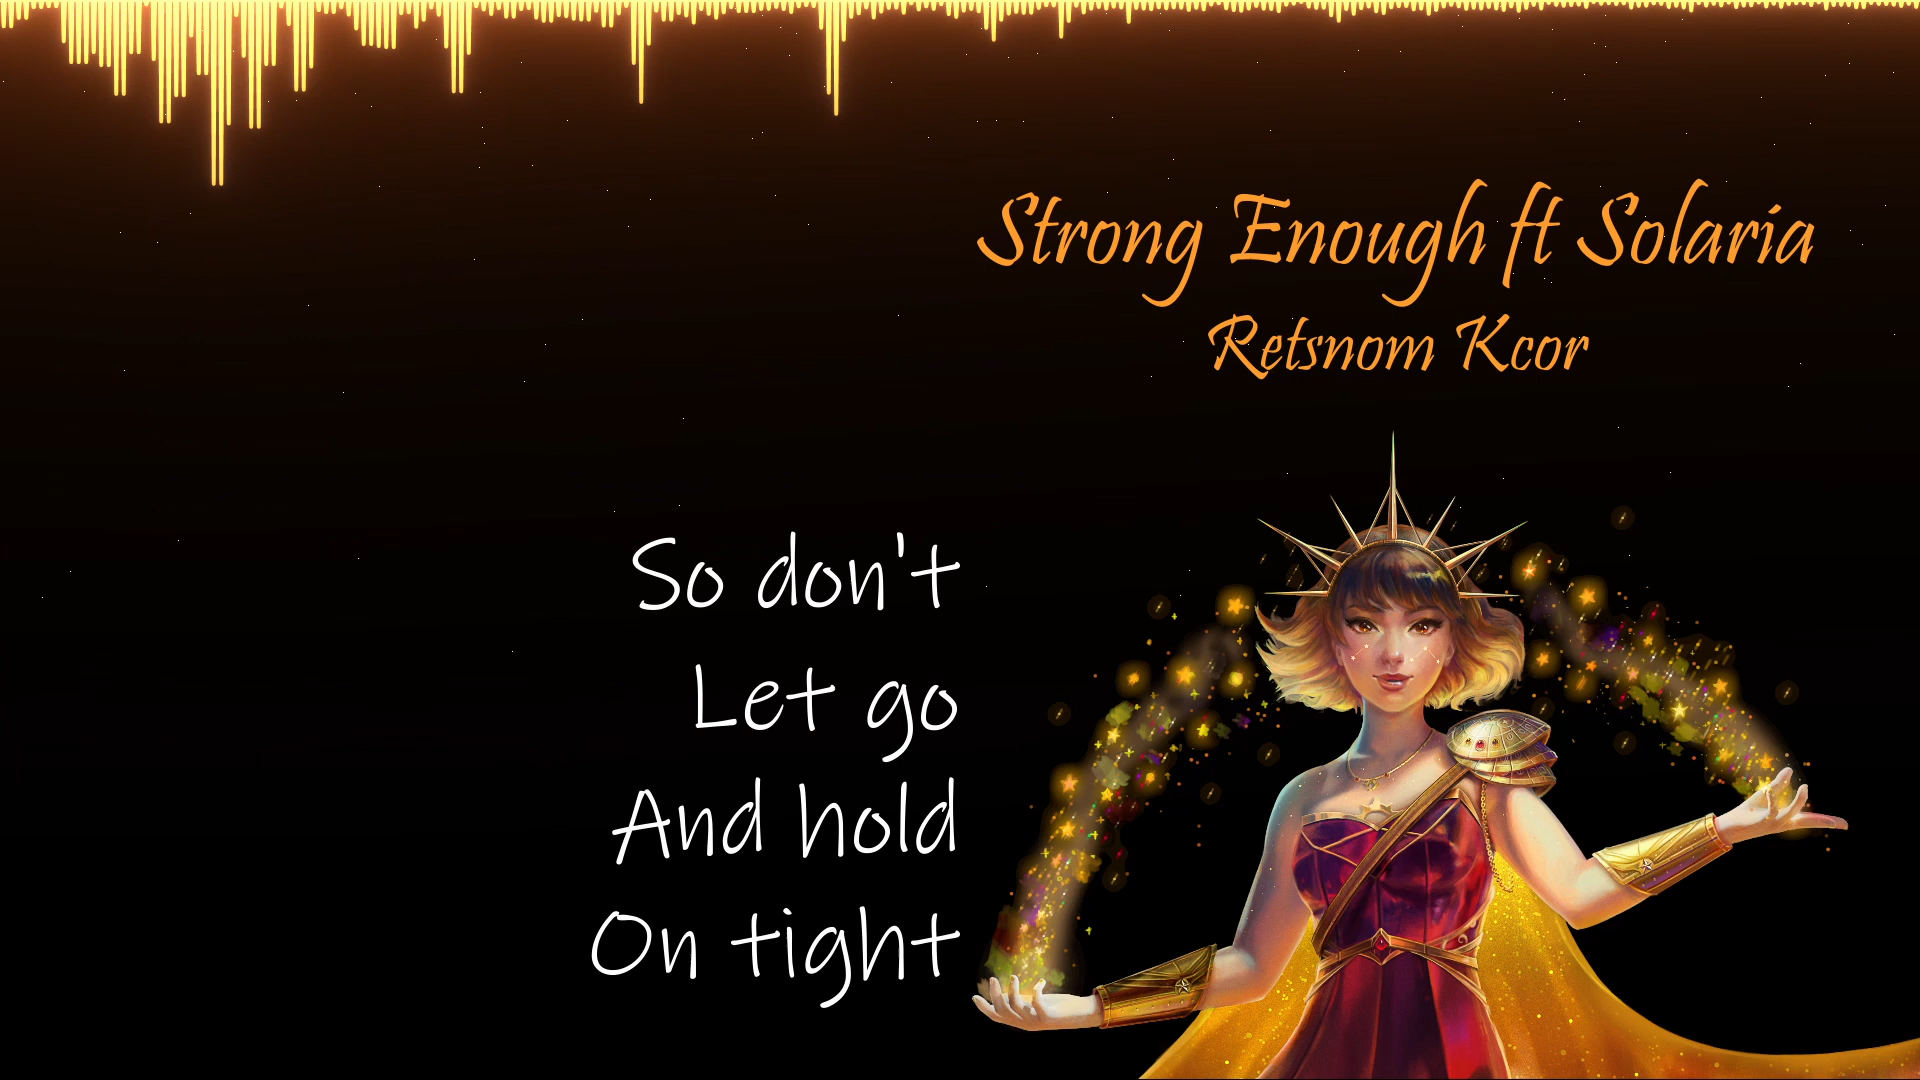 Strong Enough ft Solaria
Retsnom Kcor
So don't
Let go
And hold
On tight